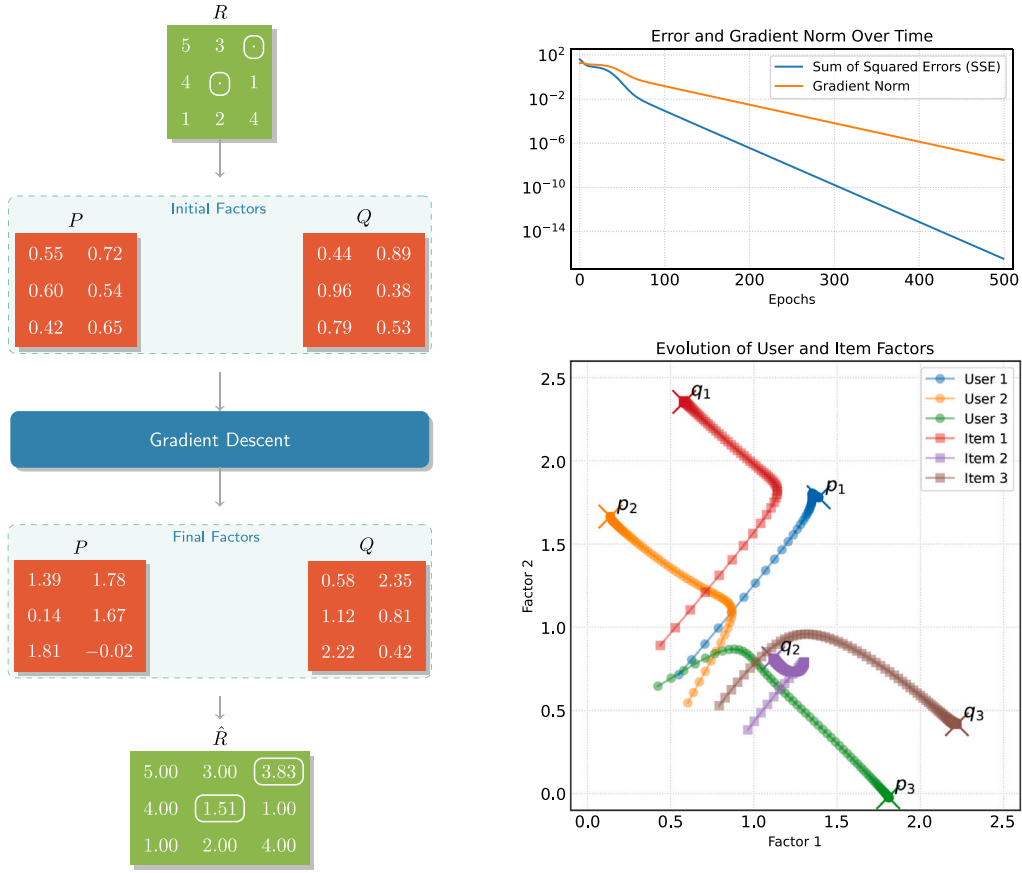 R
5 3 ·
4 · 1
1 2 4
Initial Factors
P
0.55 0.72
0.60 0.54
0.42 0.65
Q
0.44 0.89
0.96 0.38
0.79 0.53
Gradient Descent
Final Factors
P
1.39 1.78
0.14 1.67
1.81 −0.02
Q
0.58 2.35
1.12 0.81
2.22 0.42
R̂
5.00 3.00 3.83
4.00 1.51 1.00
1.00 2.00 4.00
Error and Gradient Norm Over Time
Sum of Squared Errors (SSE)
Gradient Norm
10²
10⁻²
10⁻⁶
10⁻¹⁰
10⁻¹⁴
0 100 200 300 400 500
Epochs
Evolution of User and Item Factors
User 1
User 2
User 3
Item 1
Item 2
Item 3
q₁
p₁
p₂
q₂
q₃
p₃
Factor 2
2.5
2.0
1.5
1.0
0.5
0.0
0.0 0.5 1.0 1.5 2.0 2.5
Factor 1